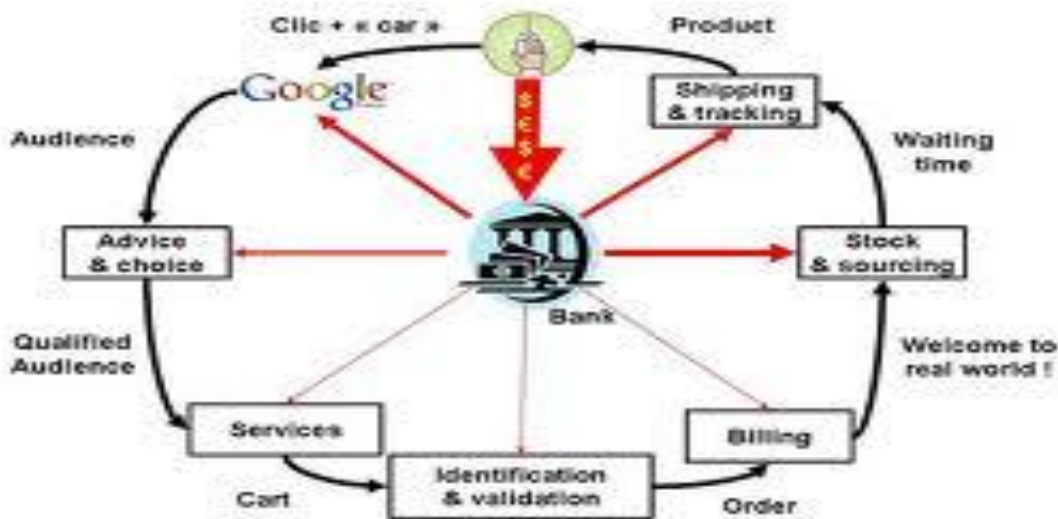 Clic + « car »
Product
Google
Shipping
& tracking
$
€
$
€
Audience
Waiting
time
Advice
& choice
Stock
& sourcing
Bank
Qualified
Audience
Welcome to
real world !
Services
Billing
Identification
& validation
Cart
Order